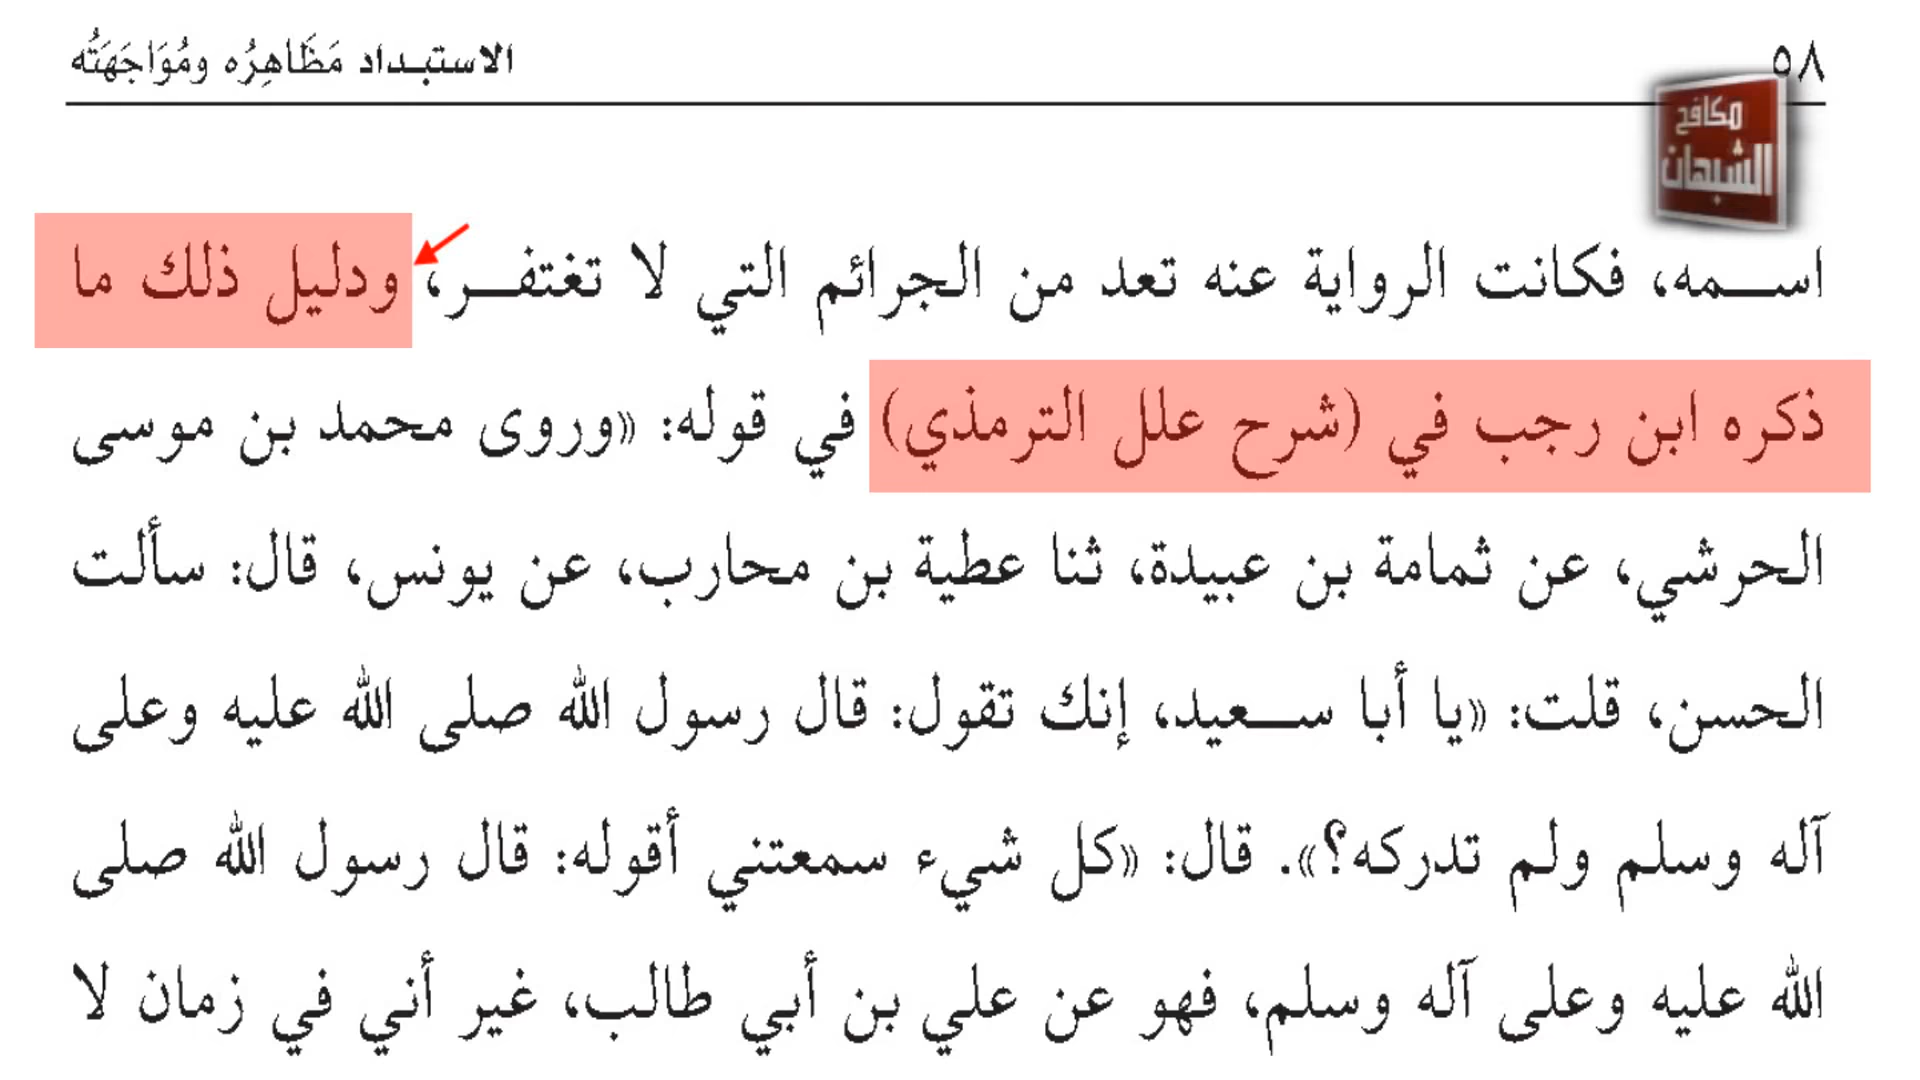 ٥٨
الاستبداد مَظَاهِرُه ومُوَاجَهَتُه
مكافح
الشبهات
اسمه، فكانت الرواية عنه تعد من الجرائم التي لا تغتفر، ودليل ذلك ما
ذكره ابن رجب في (شرح علل الترمذي) في قوله: «وروى محمد بن موسى
الحرشي، عن ثمامة بن عبيدة، ثنا عطية بن محارب، عن يونس، قال: سألت
الحسن، قلت: «يا أبا سعيد، إنك تقول: قال رسول الله صلى الله عليه وعلى
آله وسلم ولم تدركه؟». قال: «كل شيء سمعتني أقوله: قال رسول الله صلى
الله عليه وعلى آله وسلم، فهو عن علي بن أبي طالب، غير أني في زمان لا